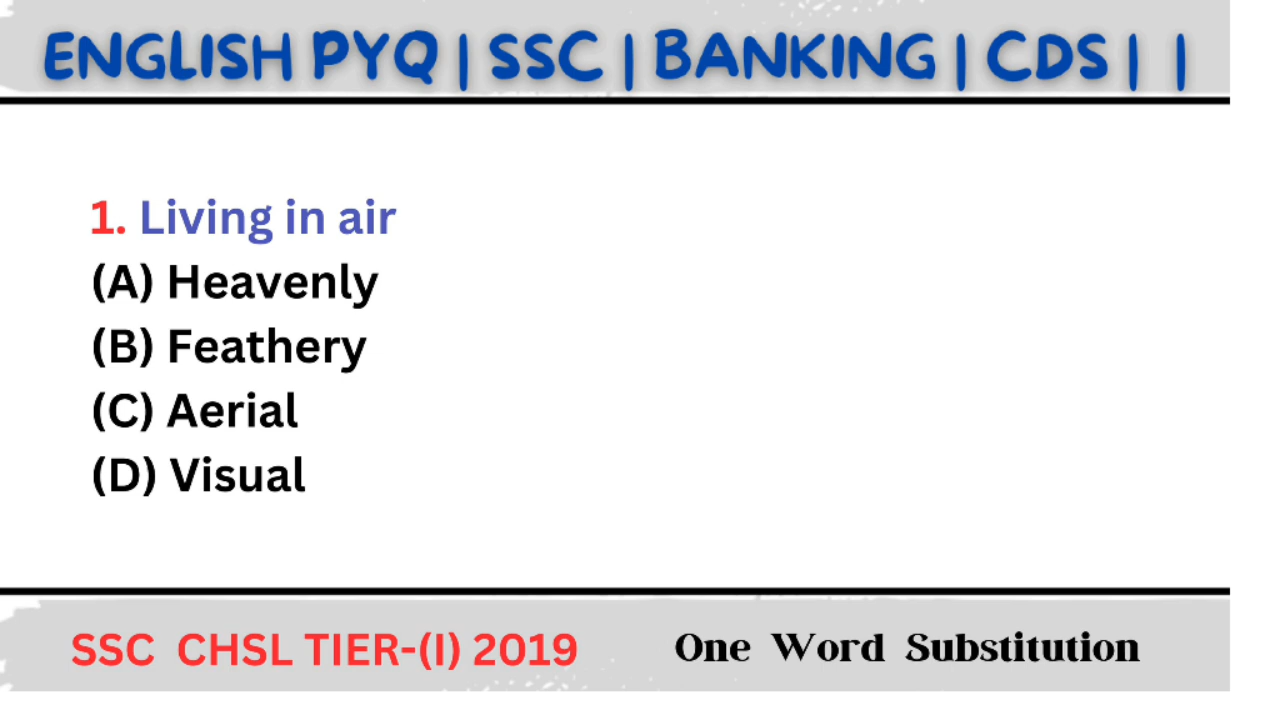 ENGLISH PYQ | SSC | BANKING | CDS | |
1. Living in air
(A) Heavenly
(B) Feathery
(C) Aerial
(D) Visual
SSC CHSL TIER-(I) 2019 One Word Substitution